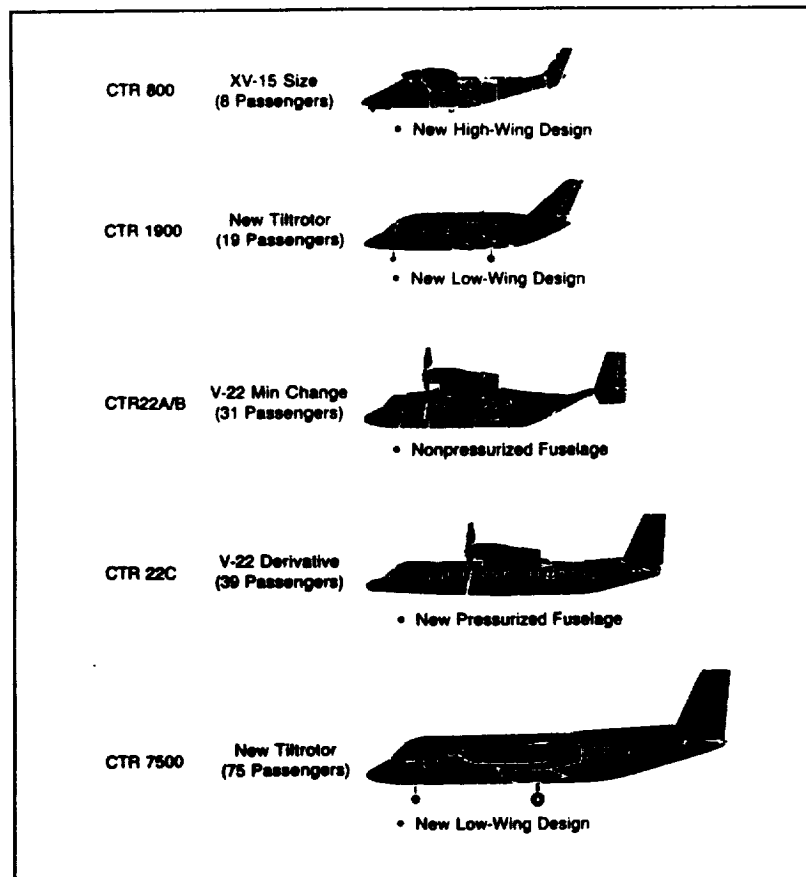 CTR 800
XV-15 Size
(8 Passengers)
• New High-Wing Design
CTR 1900
New Tiltrotor
(19 Passengers)
• New Low-Wing Design
CTR22A/B
V-22 Min Change
(31 Passengers)
• Nonpressurized Fuselage
CTR 22C
V-22 Derivative
(39 Passengers)
• New Pressurized Fuselage
CTR 7500
New Tiltrotor
(75 Passengers)
• New Low-Wing Design